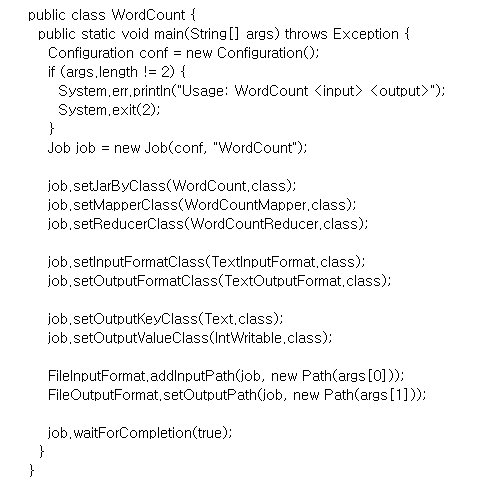 public class WordCount {
public static void main(String[] args) throws Exception {
Configuration conf = new Configuration();
if (args.length != 2) {
System.err.println("Usage: WordCount <input> <output>");
System.exit(2);
}
Job job = new Job(conf, "WordCount");
job.setJarByClass(WordCount.class);
job.setMapperClass(WordCountMapper.class);
job.setReducerClass(WordCountReducer.class);
job.setInputFormatClass(TextInputFormat.class);
job.setOutputFormatClass(TextOutputFormat.class);
job.setOutputKeyClass(Text.class);
job.setOutputValueClass(IntWritable.class);
FileInputFormat.addInputPath(job, new Path(args[0]));
FileOutputFormat.setOutputPath(job, new Path(args[1]));
job.waitForCompletion(true);
}
}